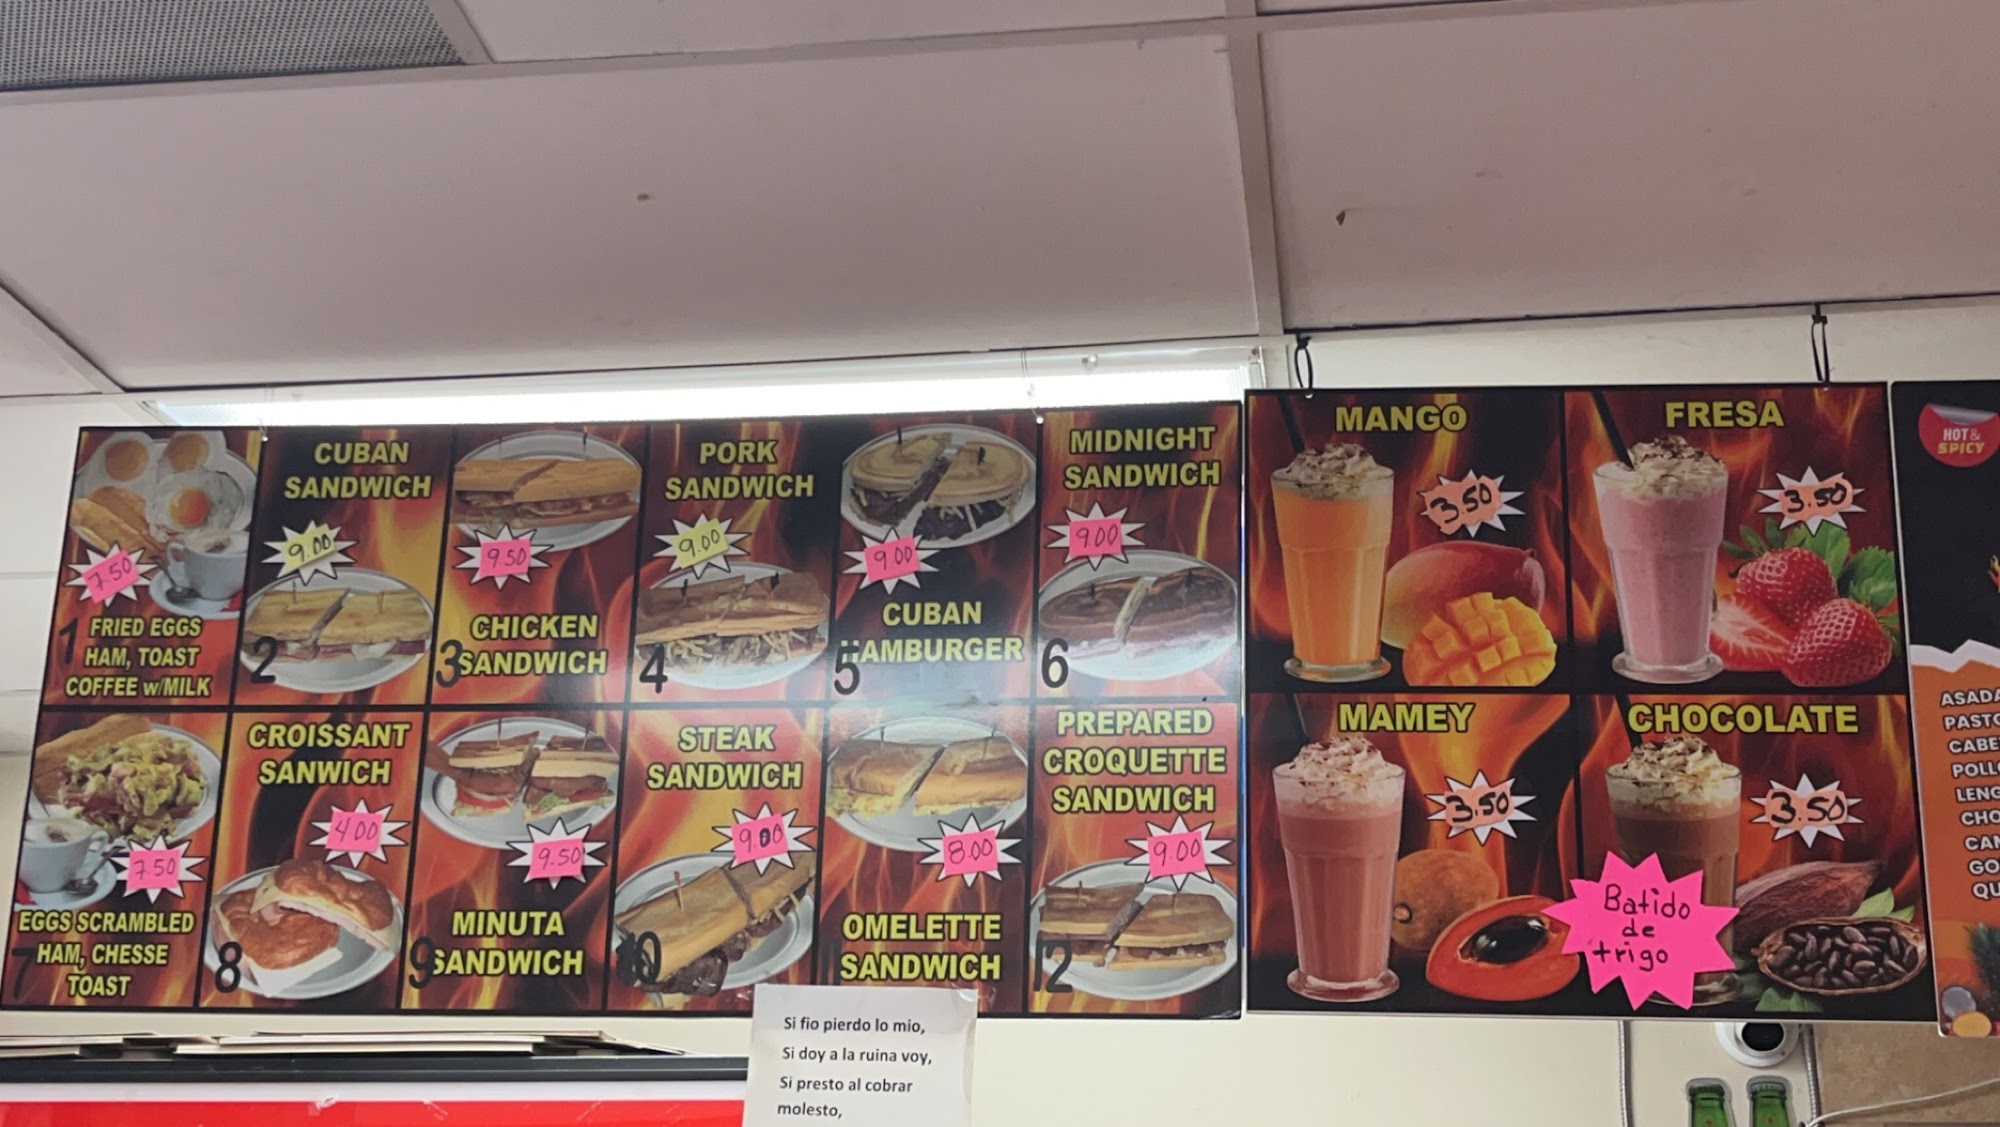 7.50
1
FRIED EGGS
HAM, TOAST
COFFEE w/MILK
CUBAN
SANDWICH
9.00
2
9.50
3
CHICKEN
SANDWICH
PORK
SANDWICH
9.00
4
9.00
CUBAN
HAMBURGER
5
MIDNIGHT
SANDWICH
9.00
6
7.50
EGGS SCRAMBLED
HAM, CHESSE
TOAST
7
CROISSANT
SANWICH
4.00
8
9.50
MINUTA
SANDWICH
9
STEAK
SANDWICH
9.00
10
8.00
OMELETTE
SANDWICH
PREPARED
CROQUETTE
SANDWICH
9.00
12
MANGO
3.50
FRESA
3.50
MAMEY
3.50
CHOCOLATE
3.50
Batido
de
trigo
HOT &
SPICY
Si fio pierdo lo mio,
Si doy a la ruina voy,
Si presto al cobrar
molesto,